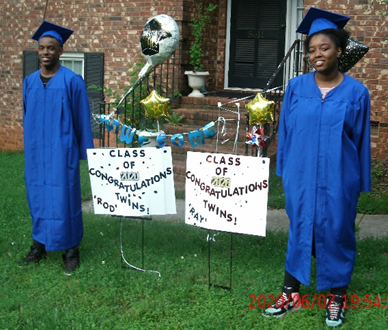 CLASS
OF
2020
CONGRATULATIONS
TWINS!
"ROD"
CLASS
OF
2020
CONGRATULATIONS
TWINS!
"RAY"
2020/06/07 19:54